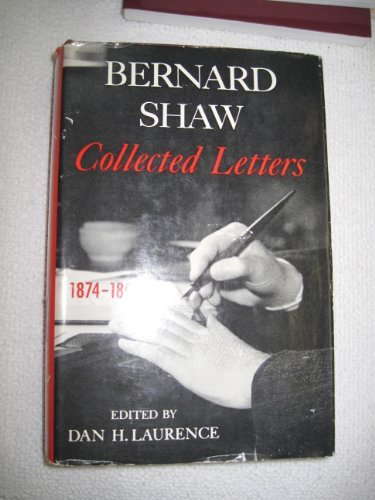 BERNARD
SHAW
Collected Letters
1874-18
EDITED BY
DAN H. LAURENCE